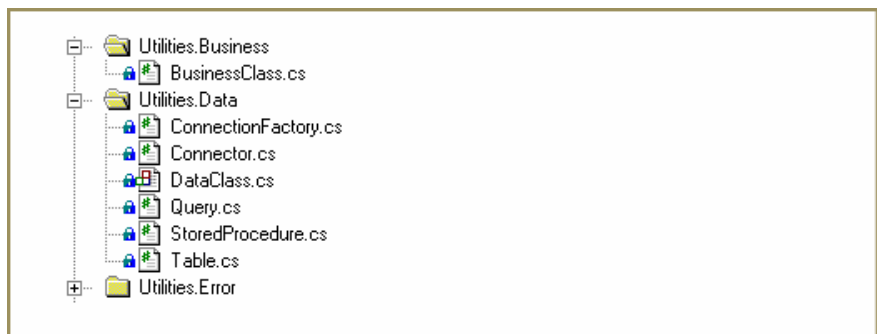 Utilities.Business
BusinessClass.cs
Utilities.Data
ConnectionFactory.cs
Connector.cs
DataClass.cs
Query.cs
StoredProcedure.cs
Table.cs
Utilities.Error